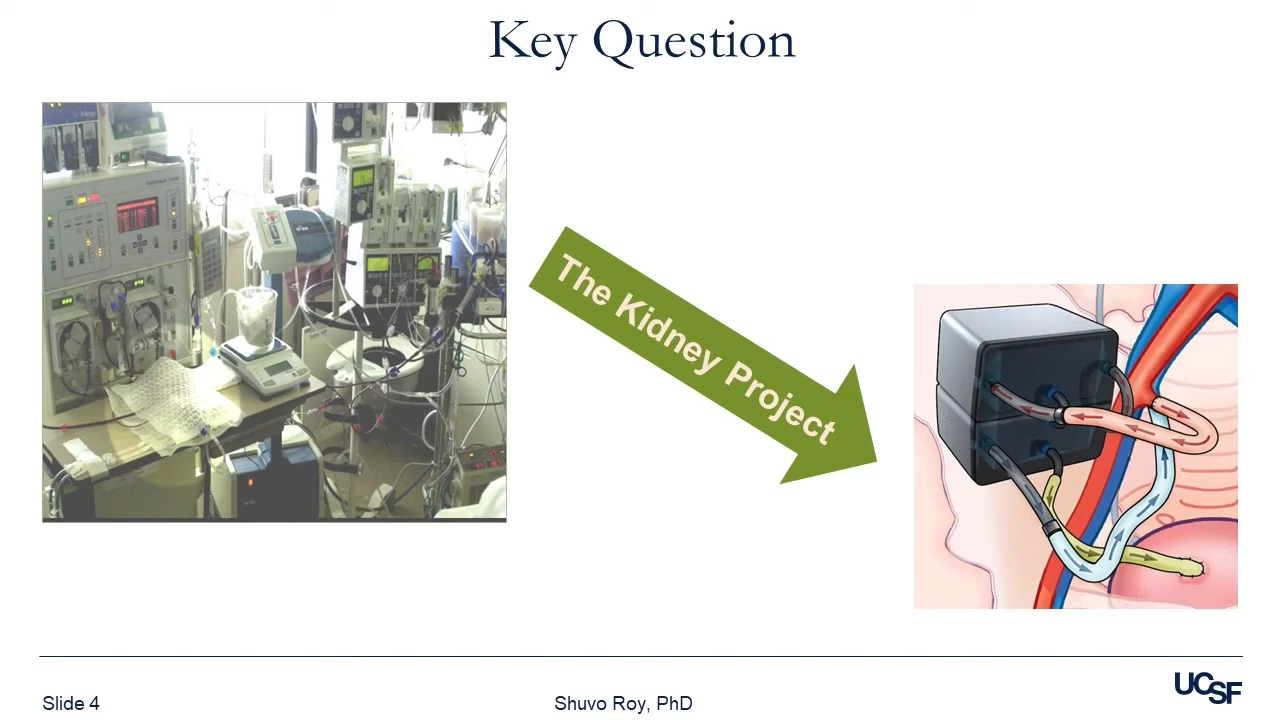 Key Question
The Kidney Project
Slide 4
Shuvo Roy, PhD
UCSF